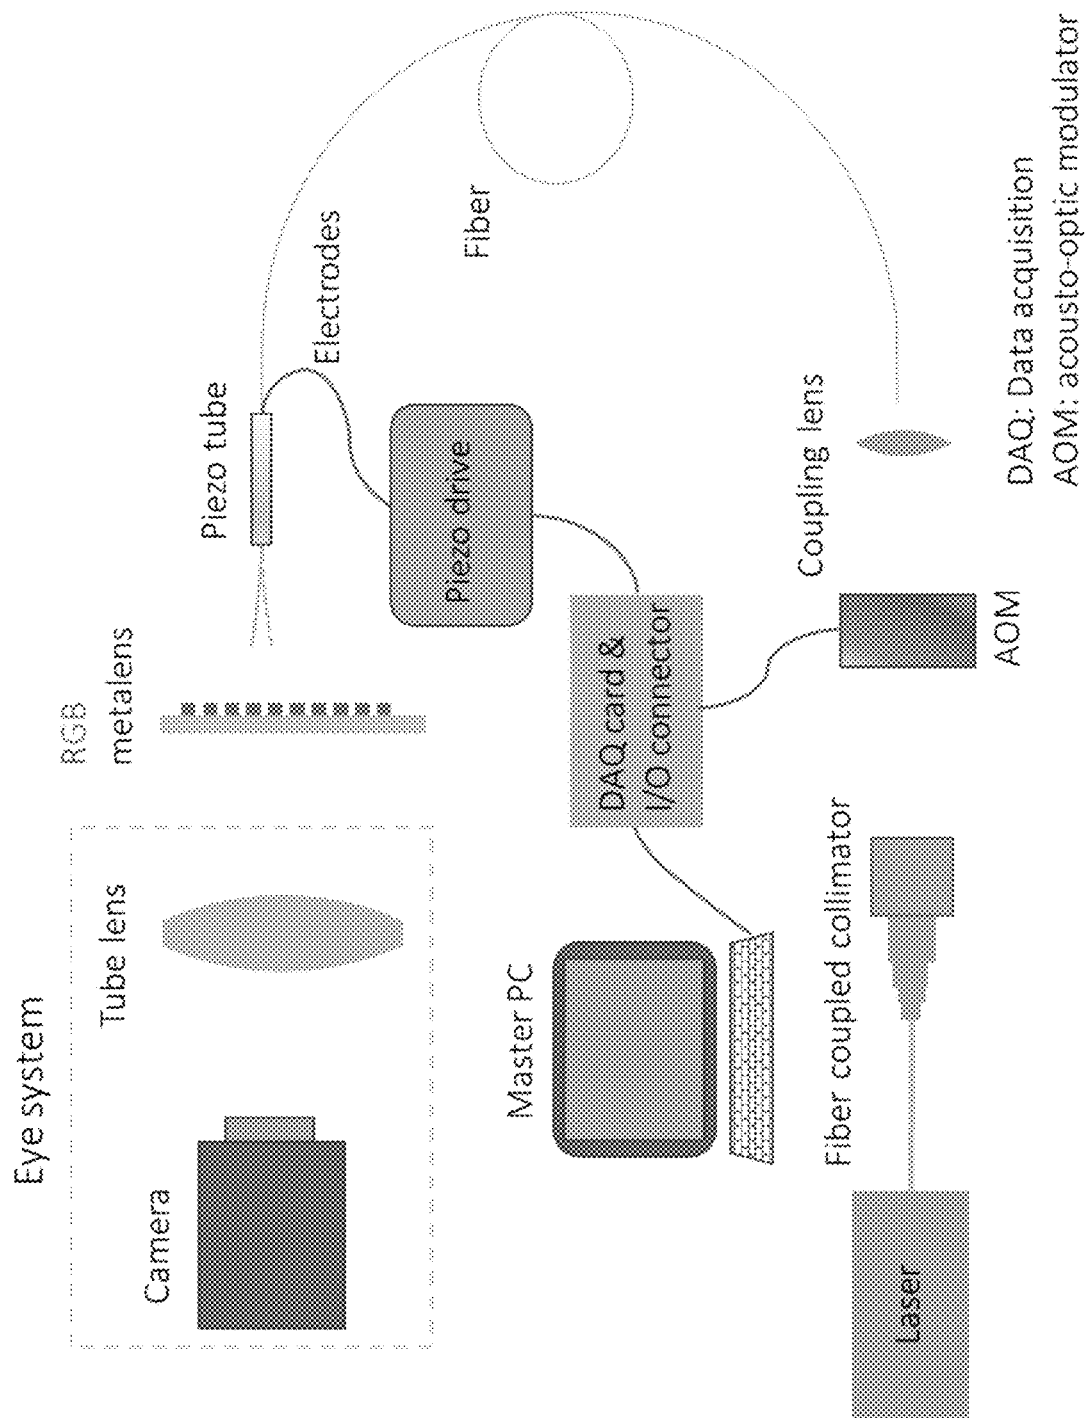 Eye system
Camera
Tube lens
RGB
metalens
Piezo tube
Electrodes
Fiber
Piezo drive
Master PC
DAQ card &
I/O connector
Laser
Fiber coupled collimator
AOM
Coupling lens
DAQ: Data acquisition
AOM: acousto-optic modulator